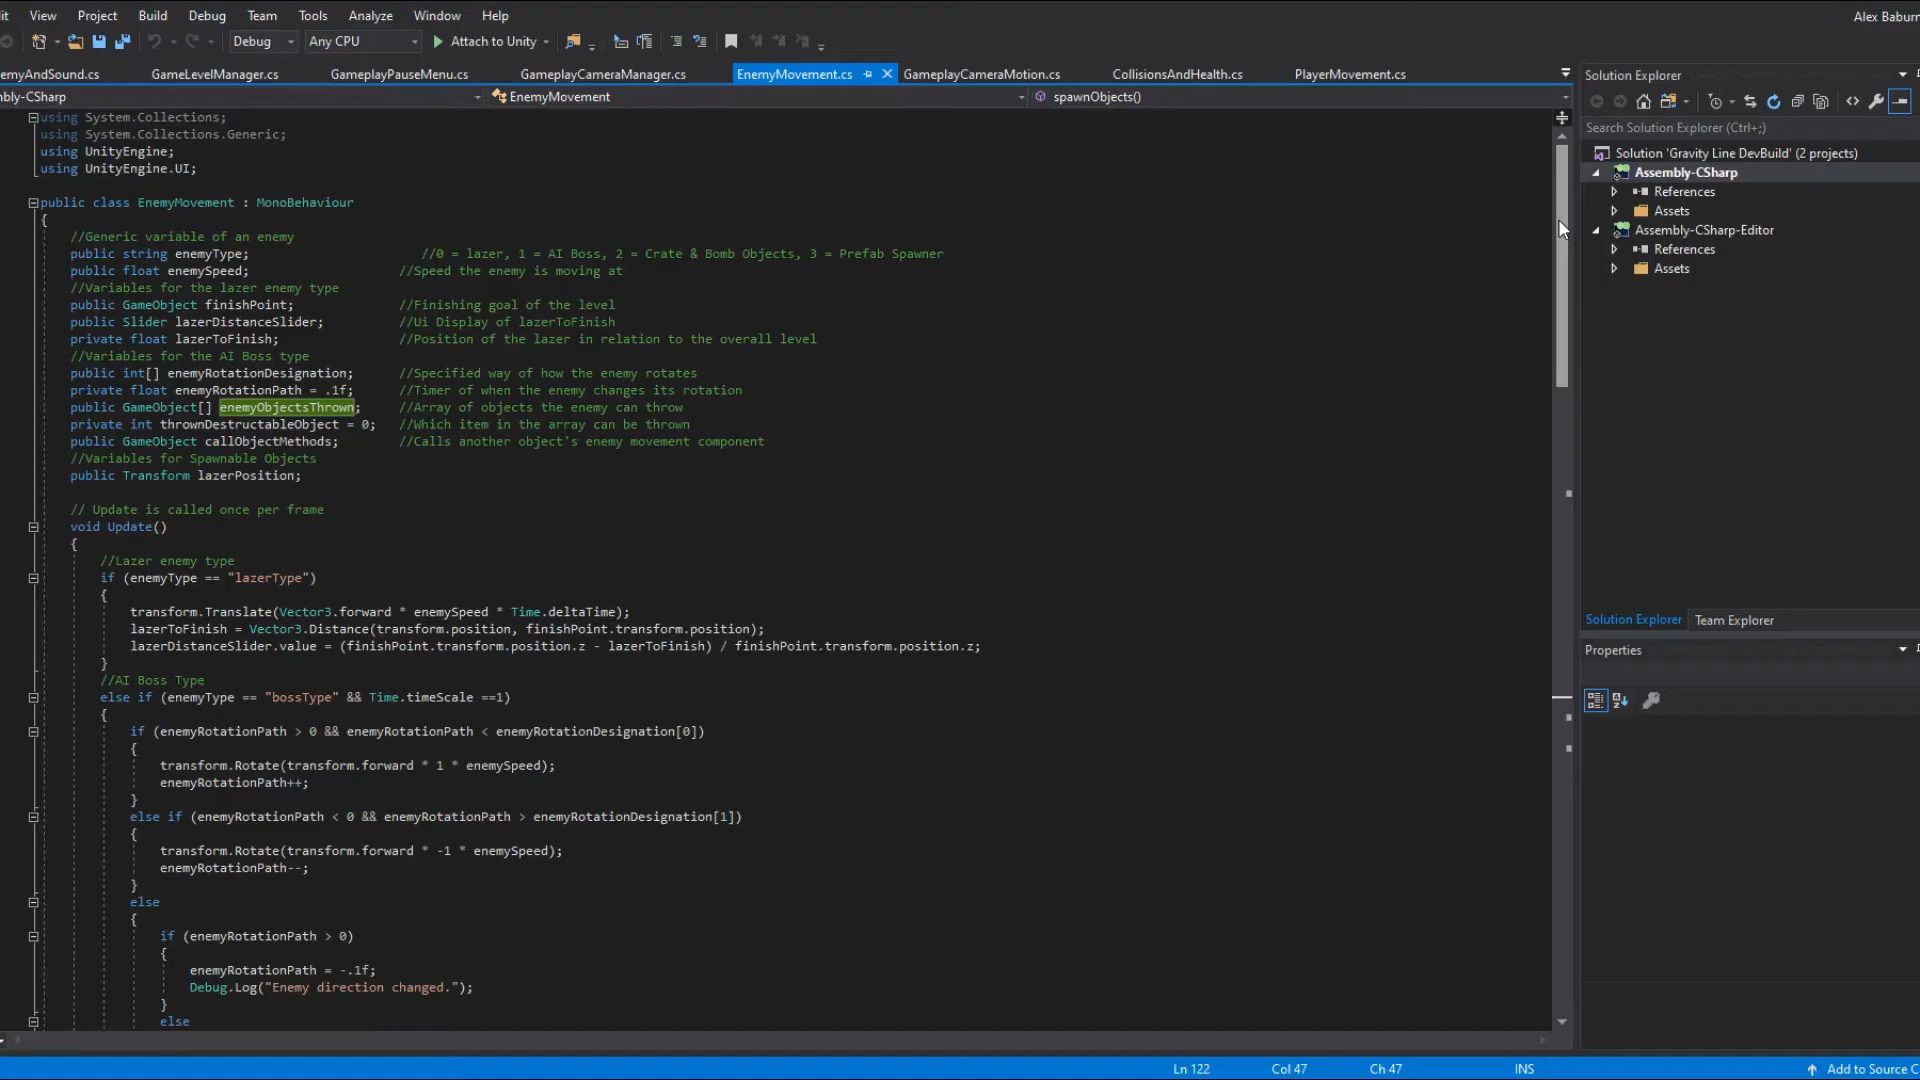 it View Project Build Debug Team Tools Analyze Window Help
Alex Baburn
Debug Any CPU Attach to Unity
emyAndSound.cs GameLevelManager.cs GameplayPauseMenu.cs GameplayCameraManager.cs EnemyMovement.cs GameplayCameraMotion.cs CollisionsAndHealth.cs PlayerMovement.cs
bly-CSharp EnemyMovement spawnObjects()
using System.Collections;
using System.Collections.Generic;
using UnityEngine;
using UnityEngine.UI;
public class EnemyMovement : MonoBehaviour
{
//Generic variable of an enemy
public string enemyType; //0 = lazer, 1 = AI Boss, 2 = Crate & Bomb Objects, 3 = Prefab Spawner
public float enemySpeed; //Speed the enemy is moving at
//Variables for the lazer enemy type
public GameObject finishPoint; //Finishing goal of the level
public Slider lazerDistanceSlider; //Ui Display of lazerToFinish
private float lazerToFinish; //Position of the lazer in relation to the overall level
//Variables for the AI Boss type
public int[] enemyRotationDesignation; //Specified way of how the enemy rotates
private float enemyRotationPath = .1f; //Timer of when the enemy changes its rotation
public GameObject[] enemyObjectsThrown; //Array of objects the enemy can throw
private int thrownDestructableObject = 0; //Which item in the array can be thrown
public GameObject callObjectMethods; //Calls another object's enemy movement component
//Variables for Spawnable Objects
public Transform lazerPosition;
// Update is called once per frame
void Update()
{
//Lazer enemy type
if (enemyType == "lazerType")
{
transform.Translate(Vector3.forward * enemySpeed * Time.deltaTime);
lazerToFinish = Vector3.Distance(transform.position, finishPoint.transform.position);
lazerDistanceSlider.value = (finishPoint.transform.position.z - lazerToFinish) / finishPoint.transform.position.z;
}
//AI Boss Type
else if (enemyType == "bossType" && Time.timeScale ==1)
{
if (enemyRotationPath > 0 && enemyRotationPath < enemyRotationDesignation[0])
{
transform.Rotate(transform.forward * 1 * enemySpeed);
enemyRotationPath++;
}
else if (enemyRotationPath < 0 && enemyRotationPath > enemyRotationDesignation[1])
{
transform.Rotate(transform.forward * -1 * enemySpeed);
enemyRotationPath--;
}
else
{
if (enemyRotationPath > 0)
{
enemyRotationPath = -.1f;
Debug.Log("Enemy direction changed.");
}
else
Solution Explorer
Search Solution Explorer (Ctrl+;)
Solution 'Gravity Line DevBuild' (2 projects)
Assembly-CSharp
References
Assets
Assembly-CSharp-Editor
References
Assets
Solution Explorer Team Explorer
Properties
Ln 122 Col 47 Ch 47 INS Add to Source C